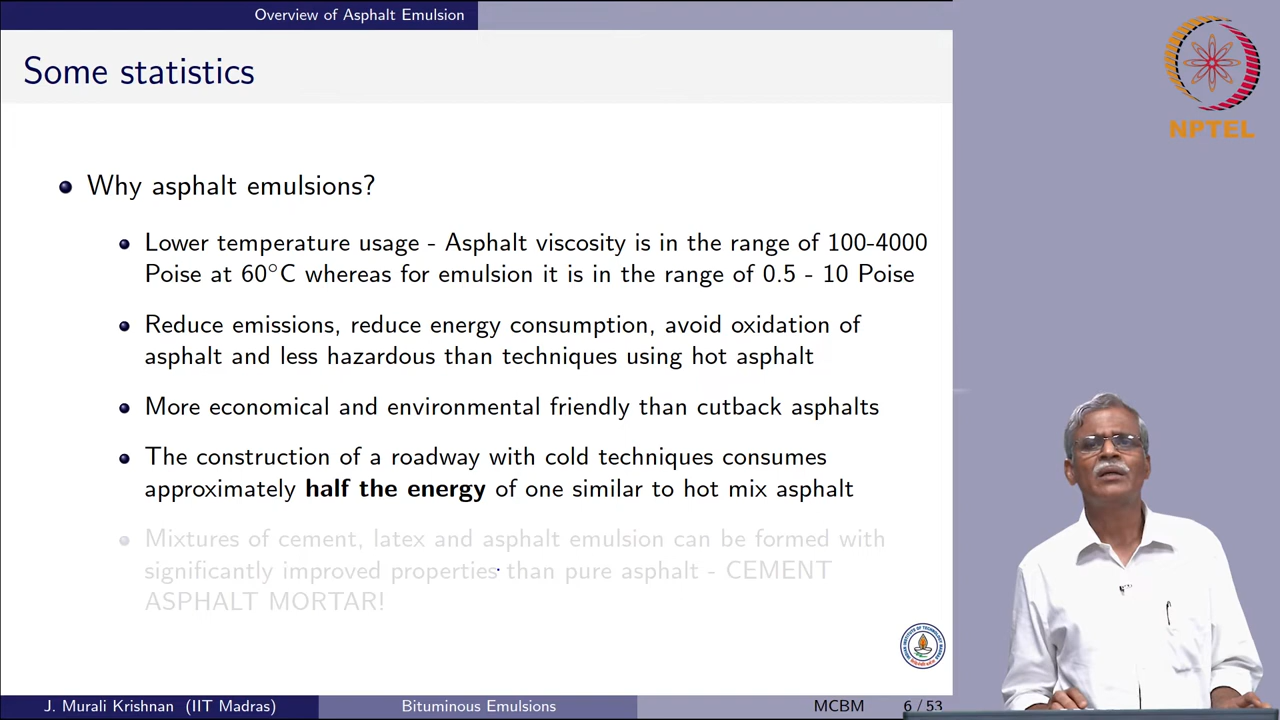 Overview of Asphalt Emulsion
Some statistics
NPTEL
Why asphalt emulsions?
Lower temperature usage - Asphalt viscosity is in the range of 100-4000
Poise at 60°C whereas for emulsion it is in the range of 0.5 - 10 Poise
Reduce emissions, reduce energy consumption, avoid oxidation of
asphalt and less hazardous than techniques using hot asphalt
More economical and environmental friendly than cutback asphalts
The construction of a roadway with cold techniques consumes
approximately half the energy of one similar to hot mix asphalt
Mixtures of cement, latex and asphalt emulsion can be formed with
significantly improved properties than pure asphalt - CEMENT
ASPHALT MORTAR!
J. Murali Krishnan (IIT Madras)
Bituminous Emulsions
MCBM
6 / 53